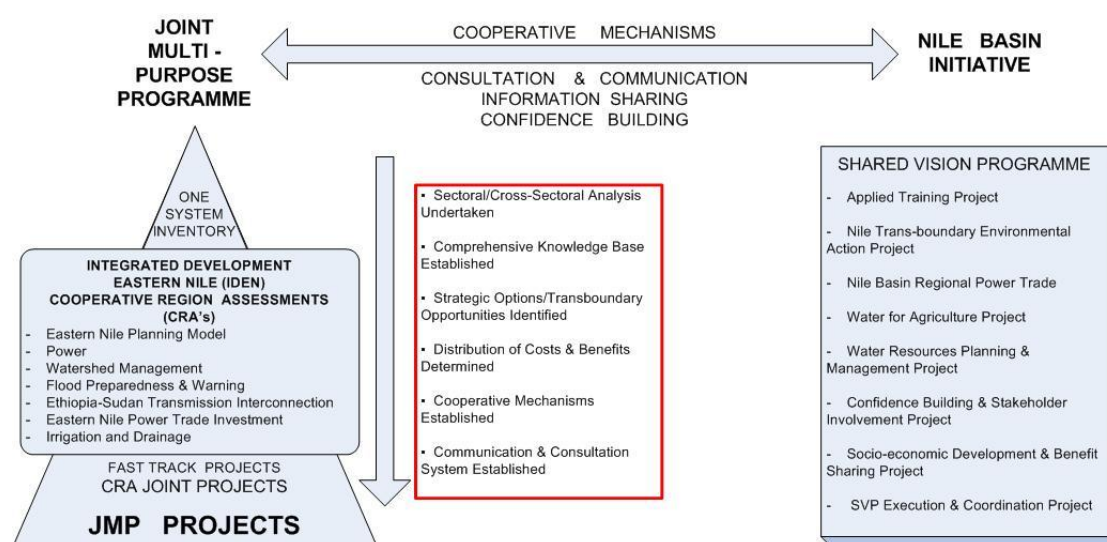 JOINT
MULTI -
PURPOSE
PROGRAMME
COOPERATIVE MECHANISMS
CONSULTATION & COMMUNICATION
INFORMATION SHARING
CONFIDENCE BUILDING
NILE BASIN
INITIATIVE
ONE
SYSTEM
INVENTORY
INTEGRATED DEVELOPMENT
EASTERN NILE (IDEN)
COOPERATIVE REGION ASSESSMENTS
(CRA's)
- Eastern Nile Planning Model
- Power
- Watershed Management
- Flood Preparedness & Warning
- Ethiopia-Sudan Transmission Interconnection
- Eastern Nile Power Trade Investment
- Irrigation and Drainage
FAST TRACK PROJECTS
CRA JOINT PROJECTS
JMP PROJECTS
▪ Sectoral/Cross-Sectoral Analysis
Undertaken
▪ Comprehensive Knowledge Base
Established
▪ Strategic Options/Transboundary
Opportunities Identified
▪ Distribution of Costs & Benefits
Determined
▪ Cooperative Mechanisms
Established
▪ Communication & Consultation
System Established
SHARED VISION PROGRAMME
- Applied Training Project
- Nile Trans-boundary Environmental
Action Project
- Nile Basin Regional Power Trade
- Water for Agriculture Project
- Water Resources Planning &
Management Project
- Confidence Building & Stakeholder
Involvement Project
- Socio-economic Development & Benefit
Sharing Project
- SVP Execution & Coordination Project